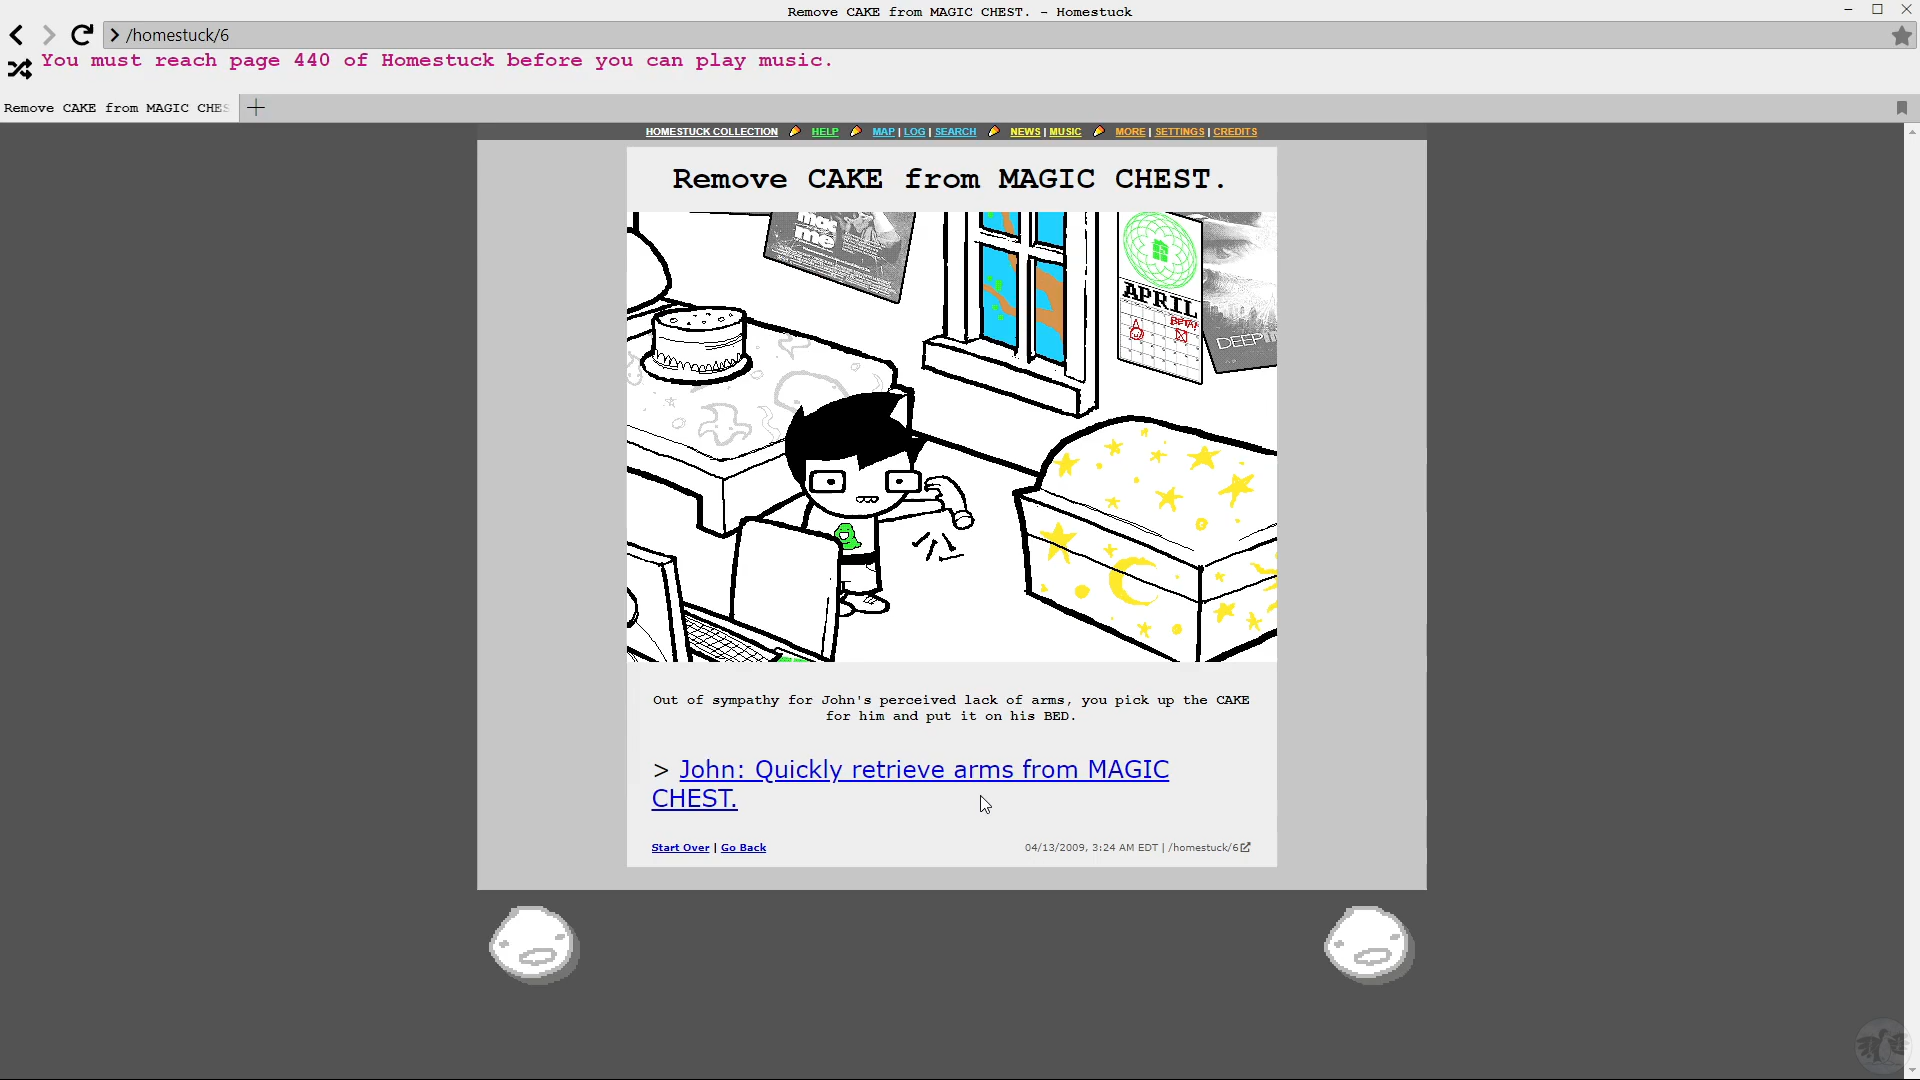 Remove CAKE from MAGIC CHEST. - Homestuck
/homestuck/6
You must reach page 440 of Homestuck before you can play music.
Remove CAKE from MAGIC CHES
HOMESTUCK COLLECTION HELP MAP | LOG | SEARCH NEWS | MUSIC MORE | SETTINGS | CREDITS
Remove CAKE from MAGIC CHEST.
mac
me
APRIL
BETA!
DEEP
Out of sympathy for John's perceived lack of arms, you pick up the CAKE
for him and put it on his BED.
> John: Quickly retrieve arms from MAGIC
CHEST.
Start Over | Go Back
04/13/2009, 3:24 AM EDT | /homestuck/6